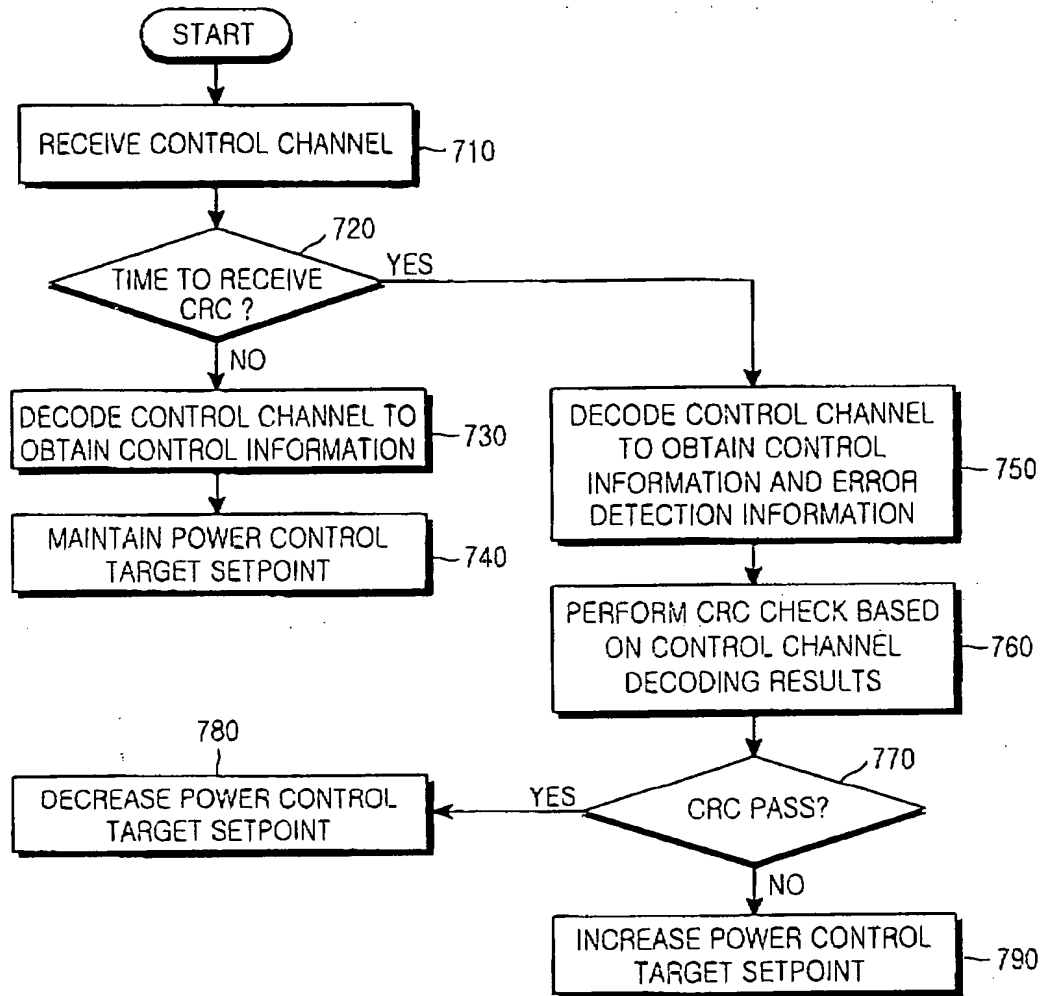 START
RECEIVE CONTROL CHANNEL
710
720
TIME TO RECEIVE
CRC ?
YES
NO
DECODE CONTROL CHANNEL TO
OBTAIN CONTROL INFORMATION
730
MAINTAIN POWER CONTROL
TARGET SETPOINT
740
DECODE CONTROL CHANNEL
TO OBTAIN CONTROL
INFORMATION AND ERROR
DETECTION INFORMATION
750
PERFORM CRC CHECK BASED
ON CONTROL CHANNEL
DECODING RESULTS
760
770
CRC PASS?
YES
780
DECREASE POWER CONTROL
TARGET SETPOINT
NO
INCREASE POWER CONTROL
TARGET SETPOINT
790